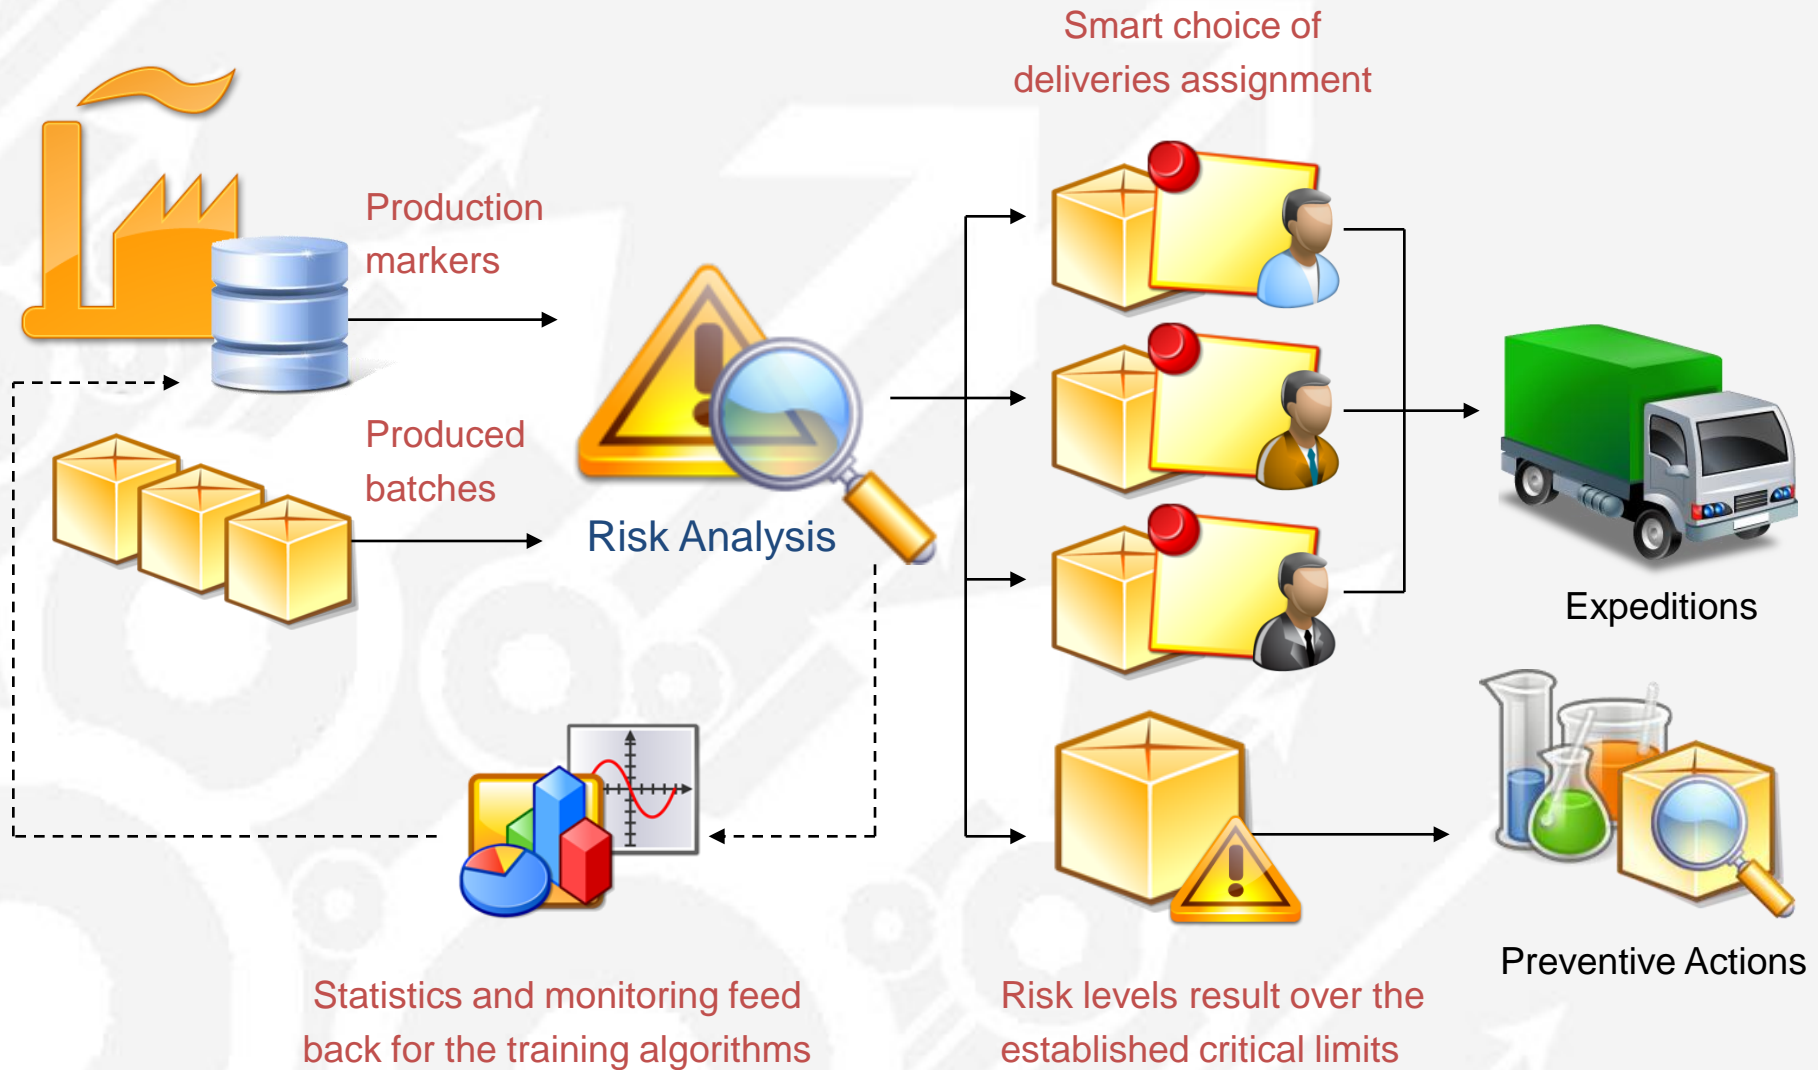 Smart choice of
deliveries assignment
Production
markers
Produced
batches
Risk Analysis
Expeditions
Preventive Actions
Statistics and monitoring feed
back for the training algorithms
Risk levels result over the
established critical limits